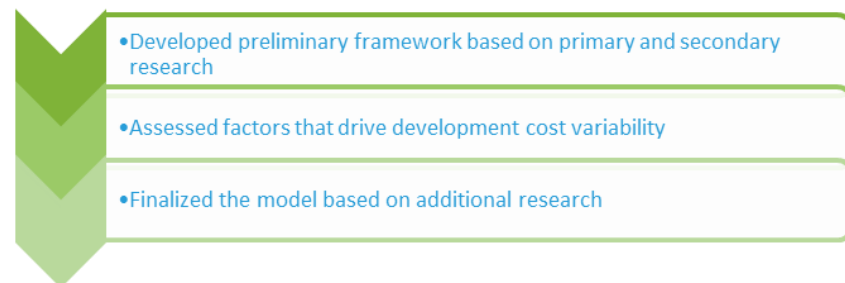 •Developed preliminary framework based on primary and secondary
research
•Assessed factors that drive development cost variability
•Finalized the model based on additional research